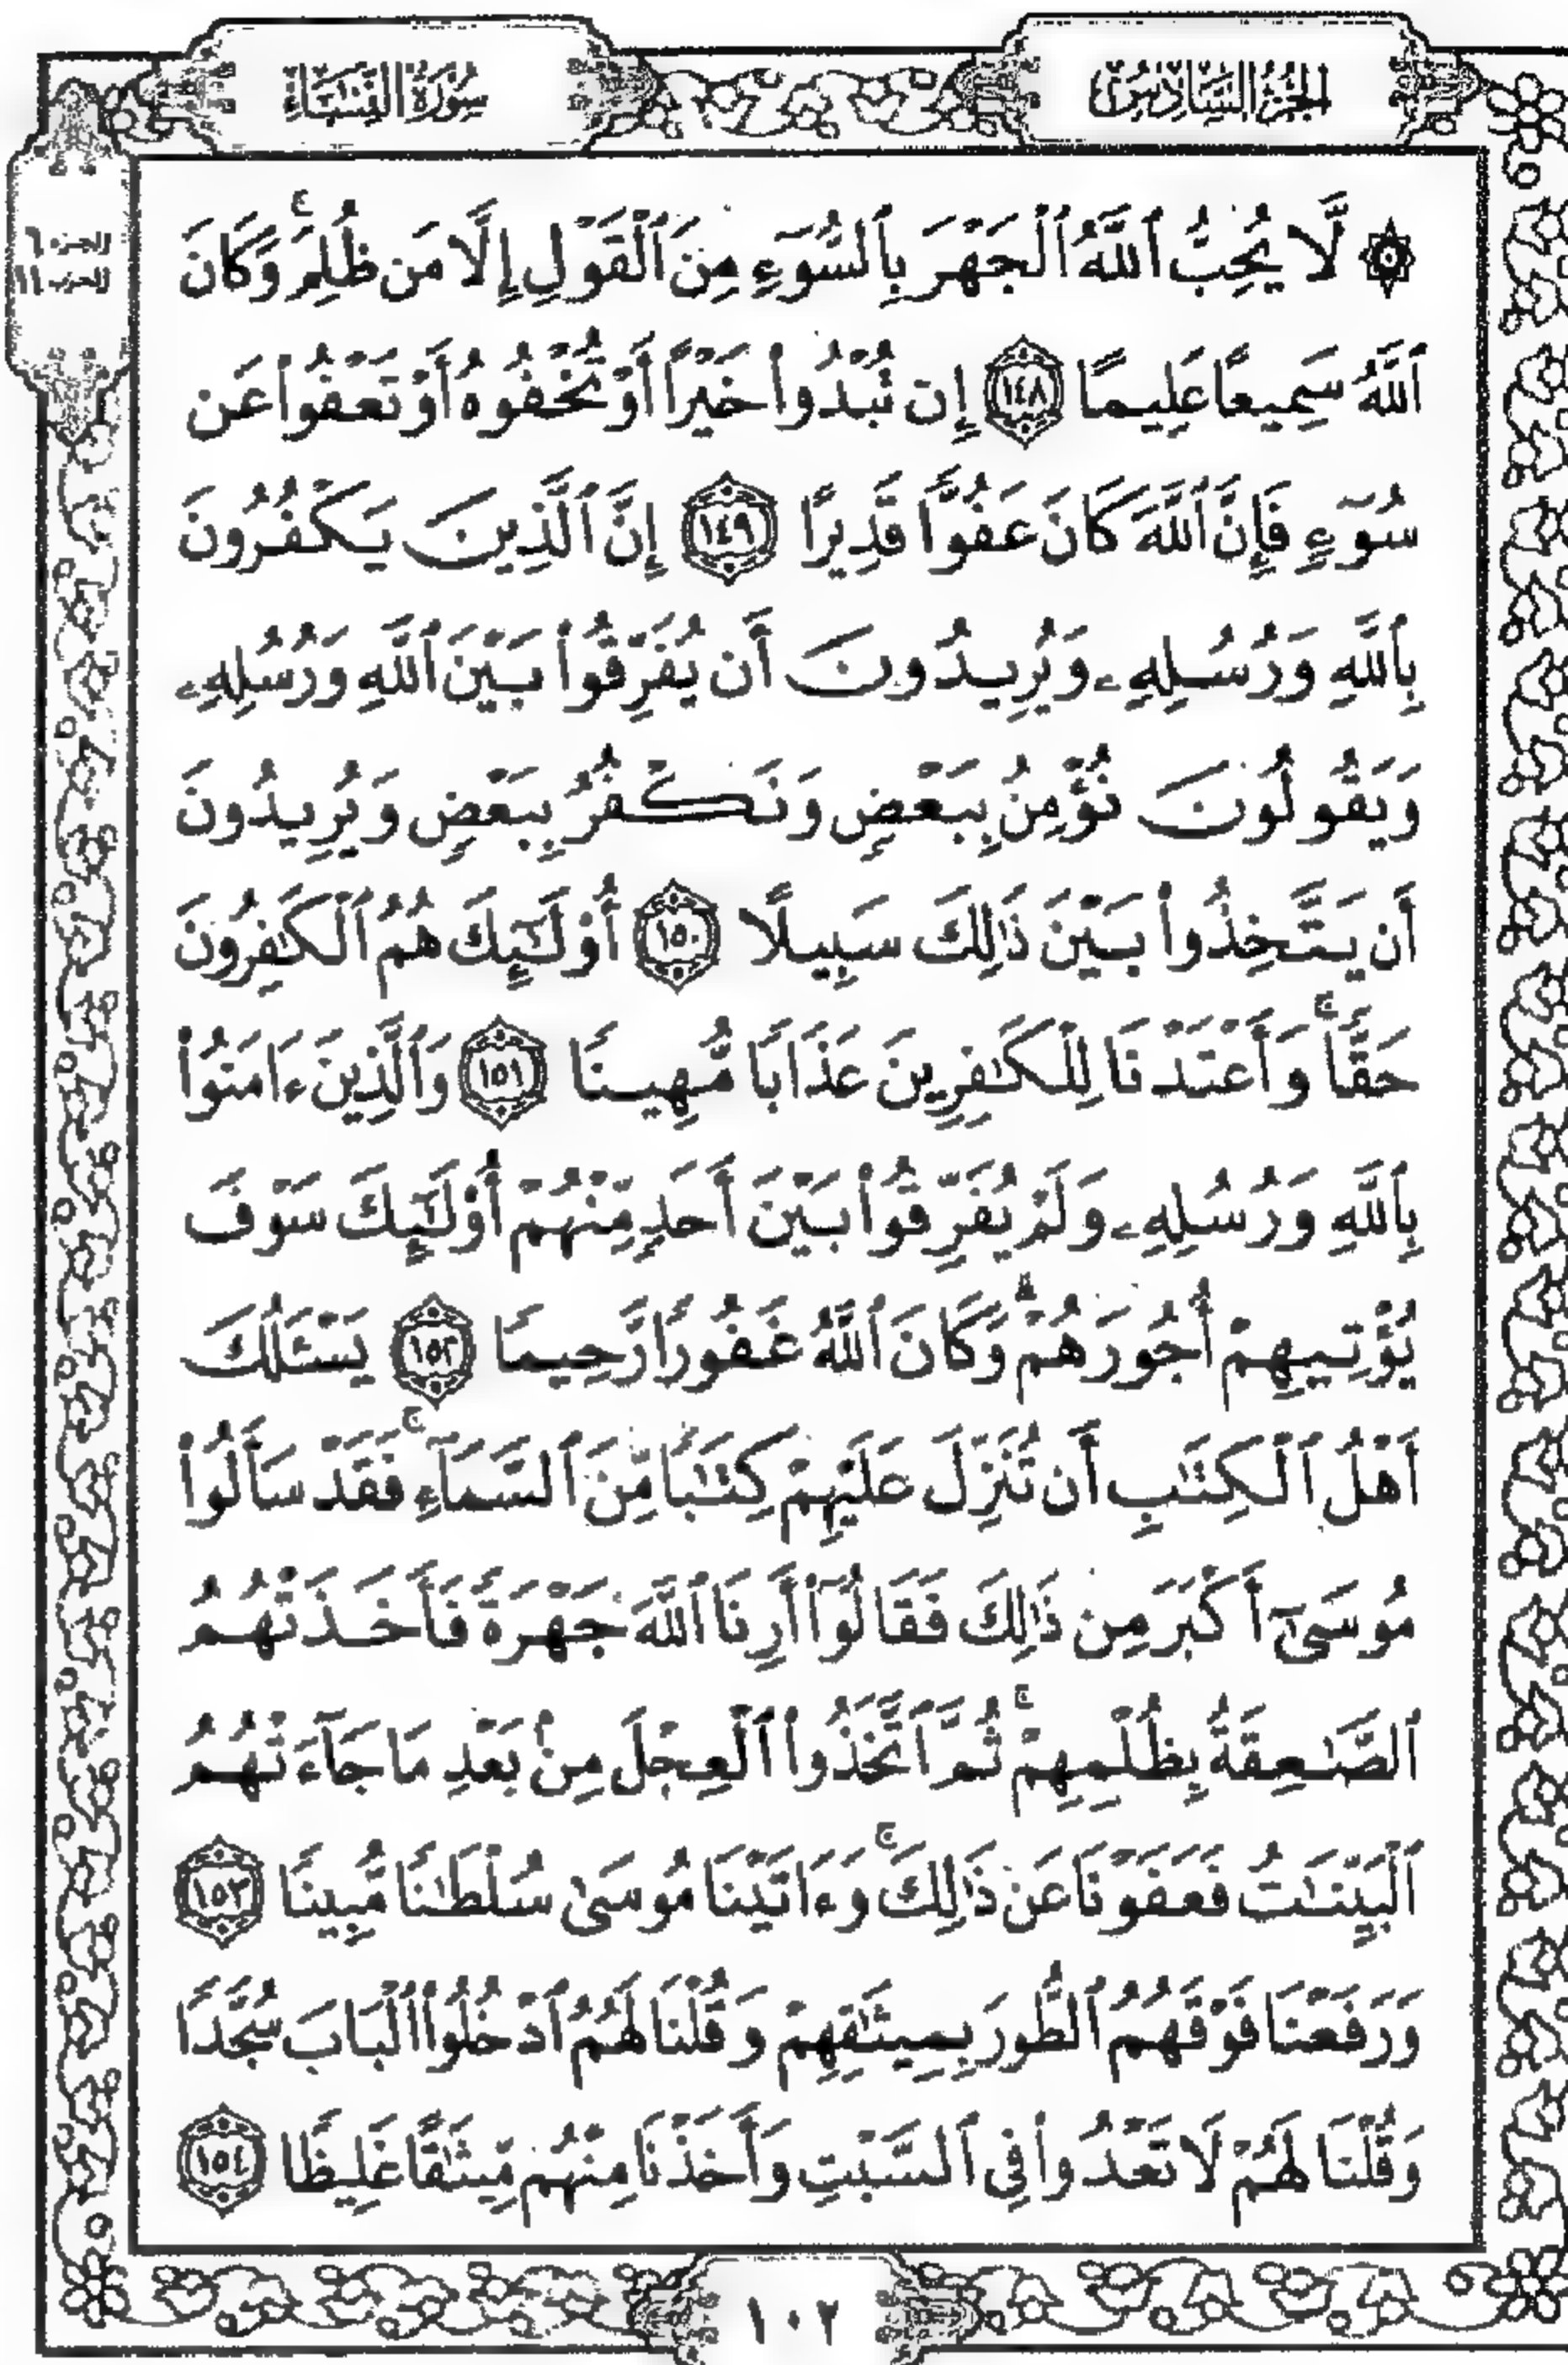 الجزء السادس
سورة النساء
الجزء ٦
الحزب ١١
۞ لَّا يُحِبُّ ٱللَّهُ ٱلْجَهْرَ بِٱلسُّوٓءِ مِنَ ٱلْقَوْلِ إِلَّا مَن ظُلِمَ ۚ وَكَانَ
ٱللَّهُ سَمِيعًا عَلِيمًا ١٤٨ إِن تُبْدُوا۟ خَيْرًا أَوْ تُخْفُوهُ أَوْ تَعْفُوا۟ عَن
سُوٓءٍ فَإِنَّ ٱللَّهَ كَانَ عَفُوًّا قَدِيرًا ١٤٩ إِنَّ ٱلَّذِينَ يَكْفُرُونَ
بِٱللَّهِ وَرُسُلِهِۦ وَيُرِيدُونَ أَن يُفَرِّقُوا۟ بَيْنَ ٱللَّهِ وَرُسُلِهِۦ
وَيَقُولُونَ نُؤْمِنُ بِبَعْضٍ وَنَكْفُرُ بِبَعْضٍ وَيُرِيدُونَ
أَن يَتَّخِذُوا۟ بَيْنَ ذَٰلِكَ سَبِيلًا ١٥٠ أُو۟لَـٰٓئِكَ هُمُ ٱلْكَـٰفِرُونَ
حَقًّا ۚ وَأَعْتَدْنَا لِلْكَـٰفِرِينَ عَذَابًا مُّهِينًا ١٥١ وَٱلَّذِينَ ءَامَنُوا۟
بِٱللَّهِ وَرُسُلِهِۦ وَلَمْ يُفَرِّقُوا۟ بَيْنَ أَحَدٍ مِّنْهُمْ أُو۟لَـٰٓئِكَ سَوْفَ
يُؤْتِيهِمْ أُجُورَهُمْ ۗ وَكَانَ ٱللَّهُ غَفُورًا رَّحِيمًا ١٥٢ يَسْـَٔلُكَ
أَهْلُ ٱلْكِتَـٰبِ أَن تُنَزِّلَ عَلَيْهِمْ كِتَـٰبًا مِّنَ ٱلسَّمَآءِ ۚ فَقَدْ سَأَلُوا۟
مُوسَىٰٓ أَكْبَرَ مِن ذَٰلِكَ فَقَالُوٓا۟ أَرِنَا ٱللَّهَ جَهْرَةً فَأَخَذَتْهُمُ
ٱلصَّـٰعِقَةُ بِظُلْمِهِمْ ۚ ثُمَّ ٱتَّخَذُوا۟ ٱلْعِجْلَ مِنۢ بَعْدِ مَا جَآءَتْهُمُ
ٱلْبَيِّنَـٰتُ فَعَفَوْنَا عَن ذَٰلِكَ ۚ وَءَاتَيْنَا مُوسَىٰ سُلْطَـٰنًا مُّبِينًا ١٥٣
وَرَفَعْنَا فَوْقَهُمُ ٱلطُّورَ بِمِيثَـٰقِهِمْ وَقُلْنَا لَهُمُ ٱدْخُلُوا۟ ٱلْبَابَ سُجَّدًا
وَقُلْنَا لَهُمْ لَا تَعْدُوا۟ فِى ٱلسَّبْتِ وَأَخَذْنَا مِنْهُم مِّيثَـٰقًا غَلِيظًا ١٥٤
١٠٢